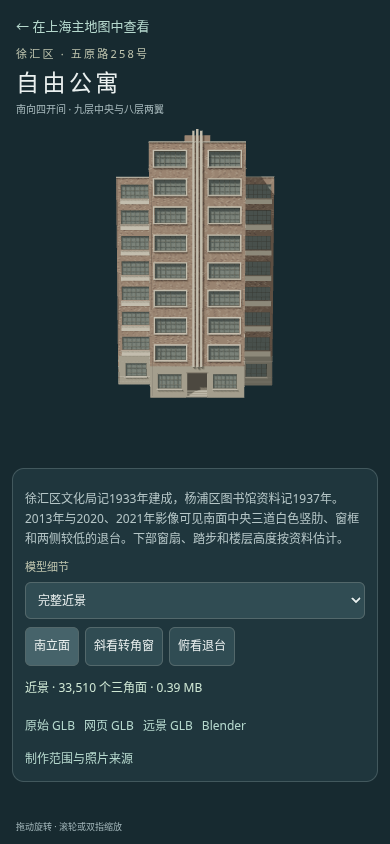 ← 在上海主地图中查看
徐汇区 · 五原路258号
自由公寓
南向四开间 · 九层中央与八层两翼
徐汇区文化局记1933年建成，杨浦区图书馆资料记1937年。
2013年与2020、2021年影像可见南面中央三道白色竖肋、窗框
和两侧较低的退台。下部窗扇、踏步和楼层高度按资料估计。
模型细节
完整近景
南立面 斜看转角窗 俯看退台
近景 · 33,510 个三角面 · 0.39 MB
原始 GLB 网页 GLB 远景 GLB Blender
制作范围与照片来源
拖动旋转 · 滚轮或双指缩放